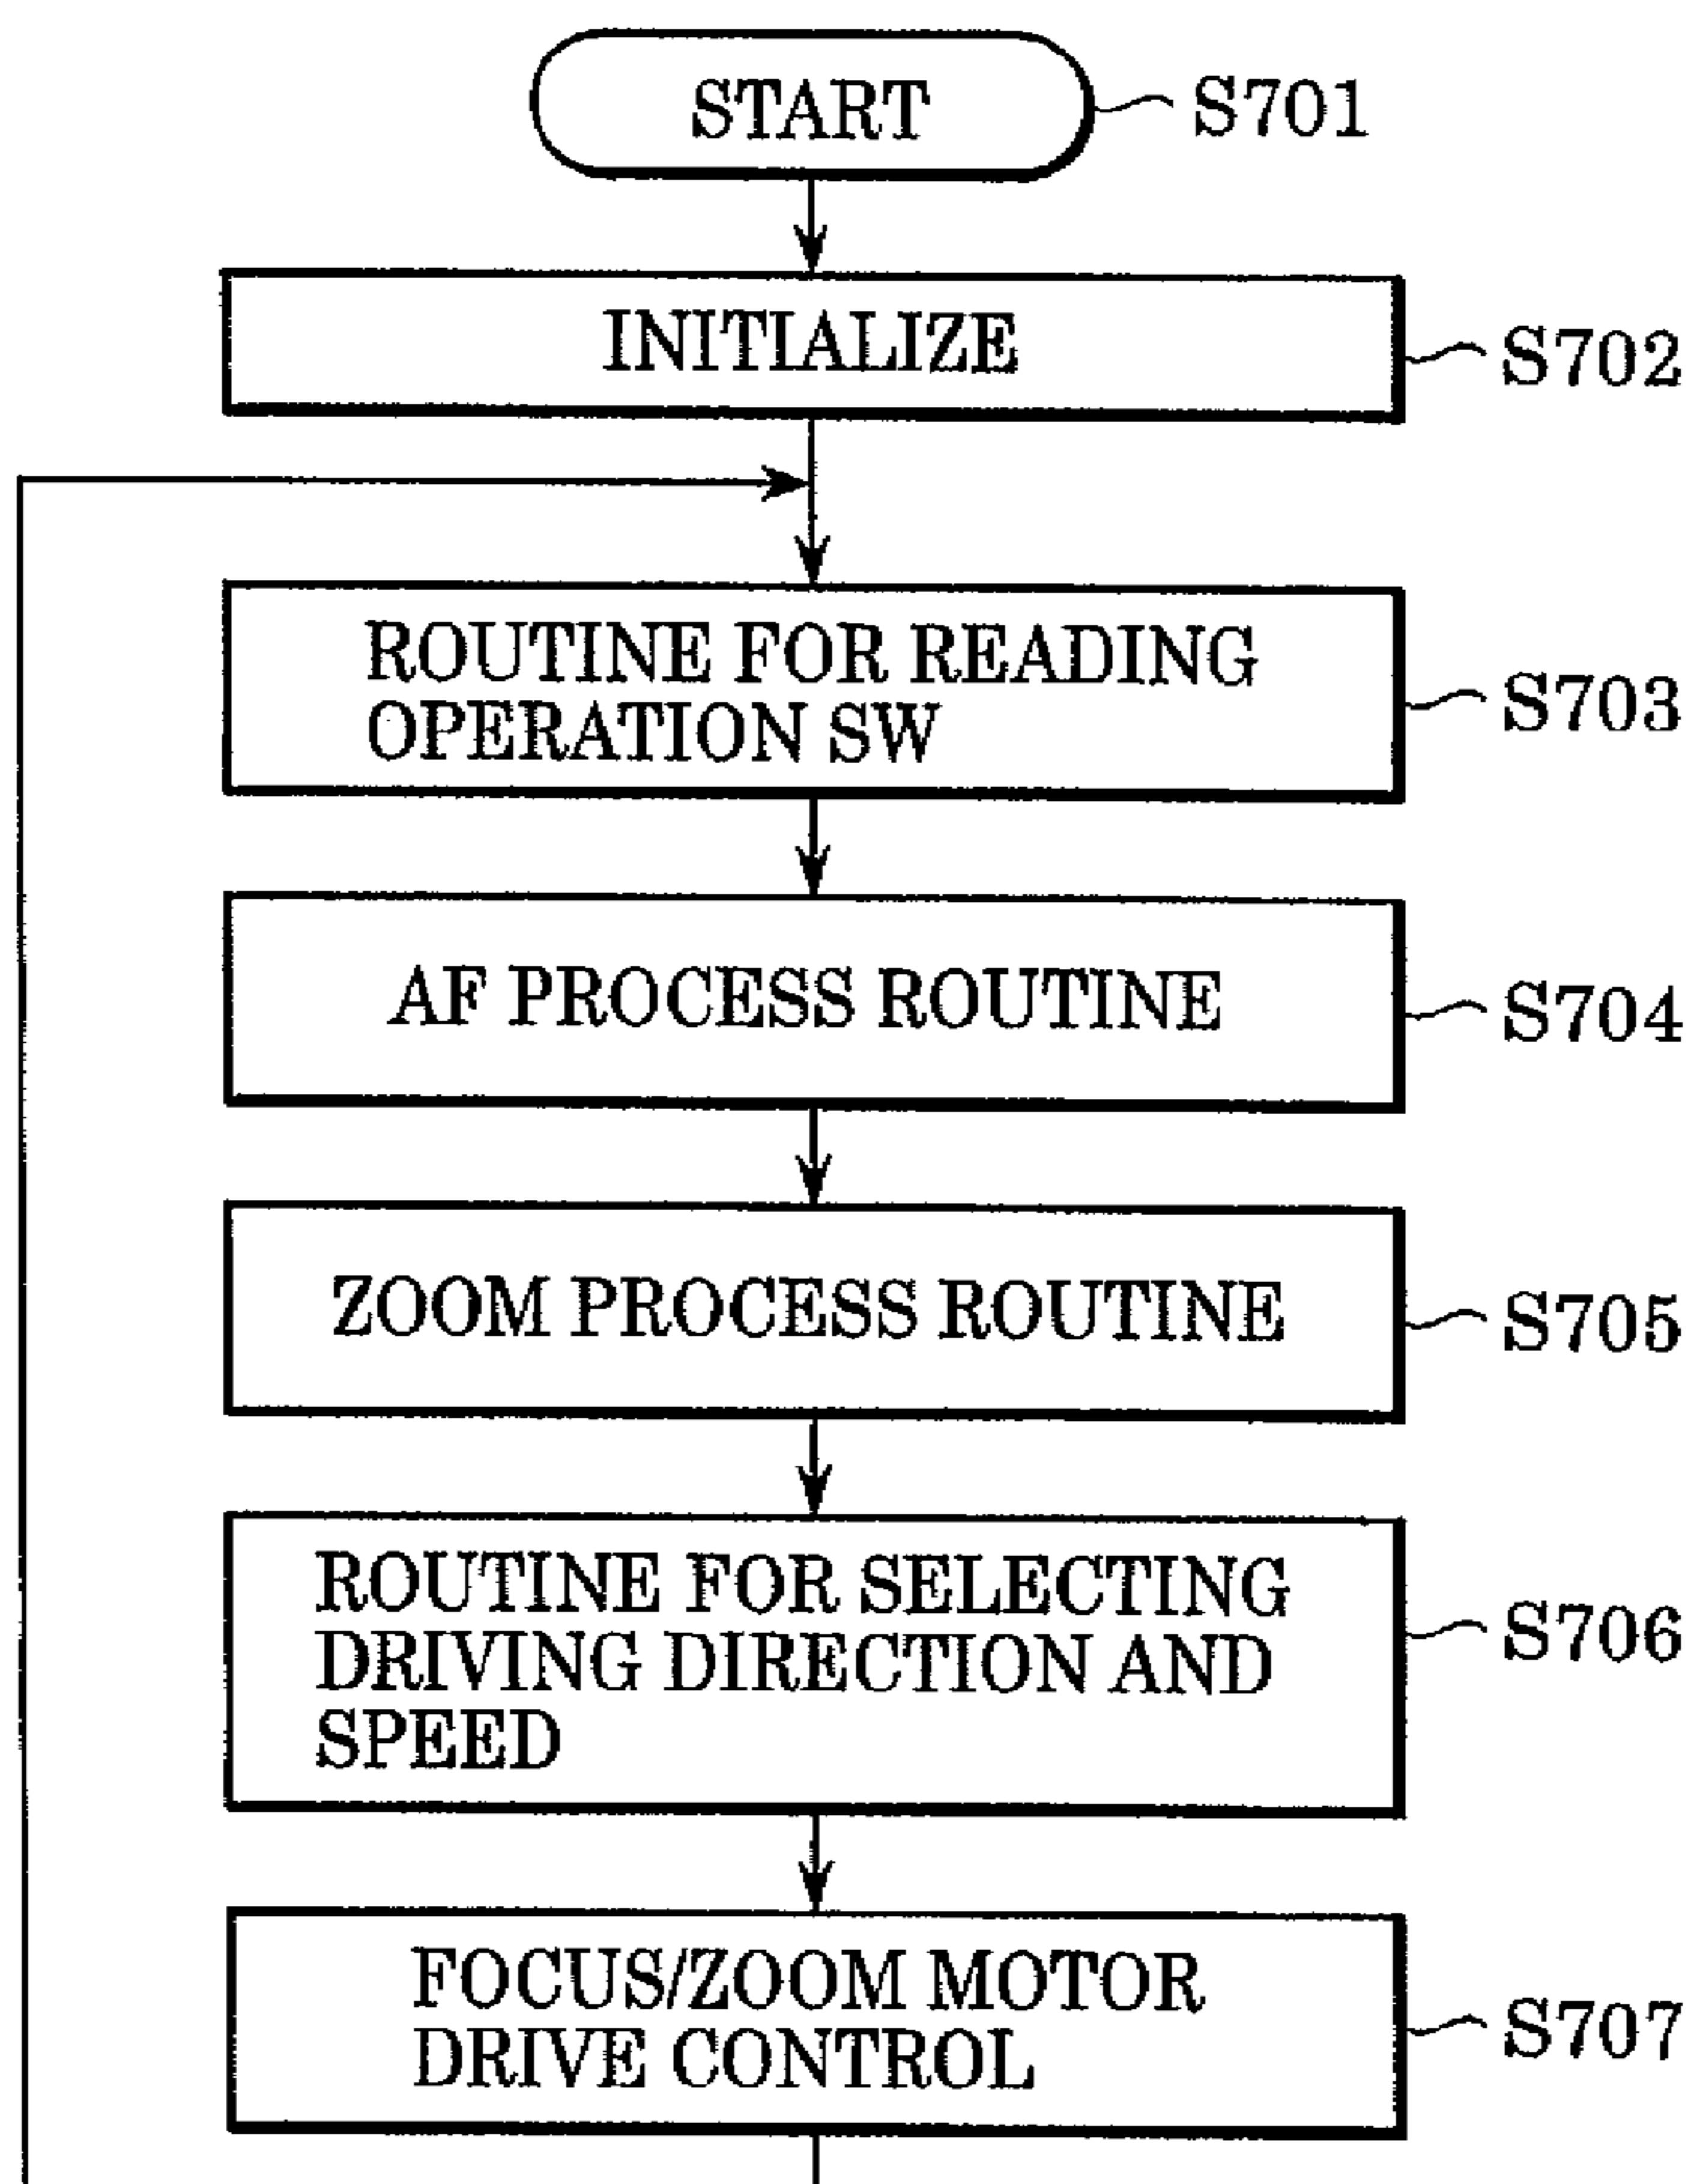 START S701
INITIALIZE S702
ROUTINE FOR READING
OPERATION SW S703
AF PROCESS ROUTINE S704
ZOOM PROCESS ROUTINE S705
ROUTINE FOR SELECTING
DRIVING DIRECTION AND S706
SPEED
FOCUS/ZOOM MOTOR
DRIVE CONTROL S707